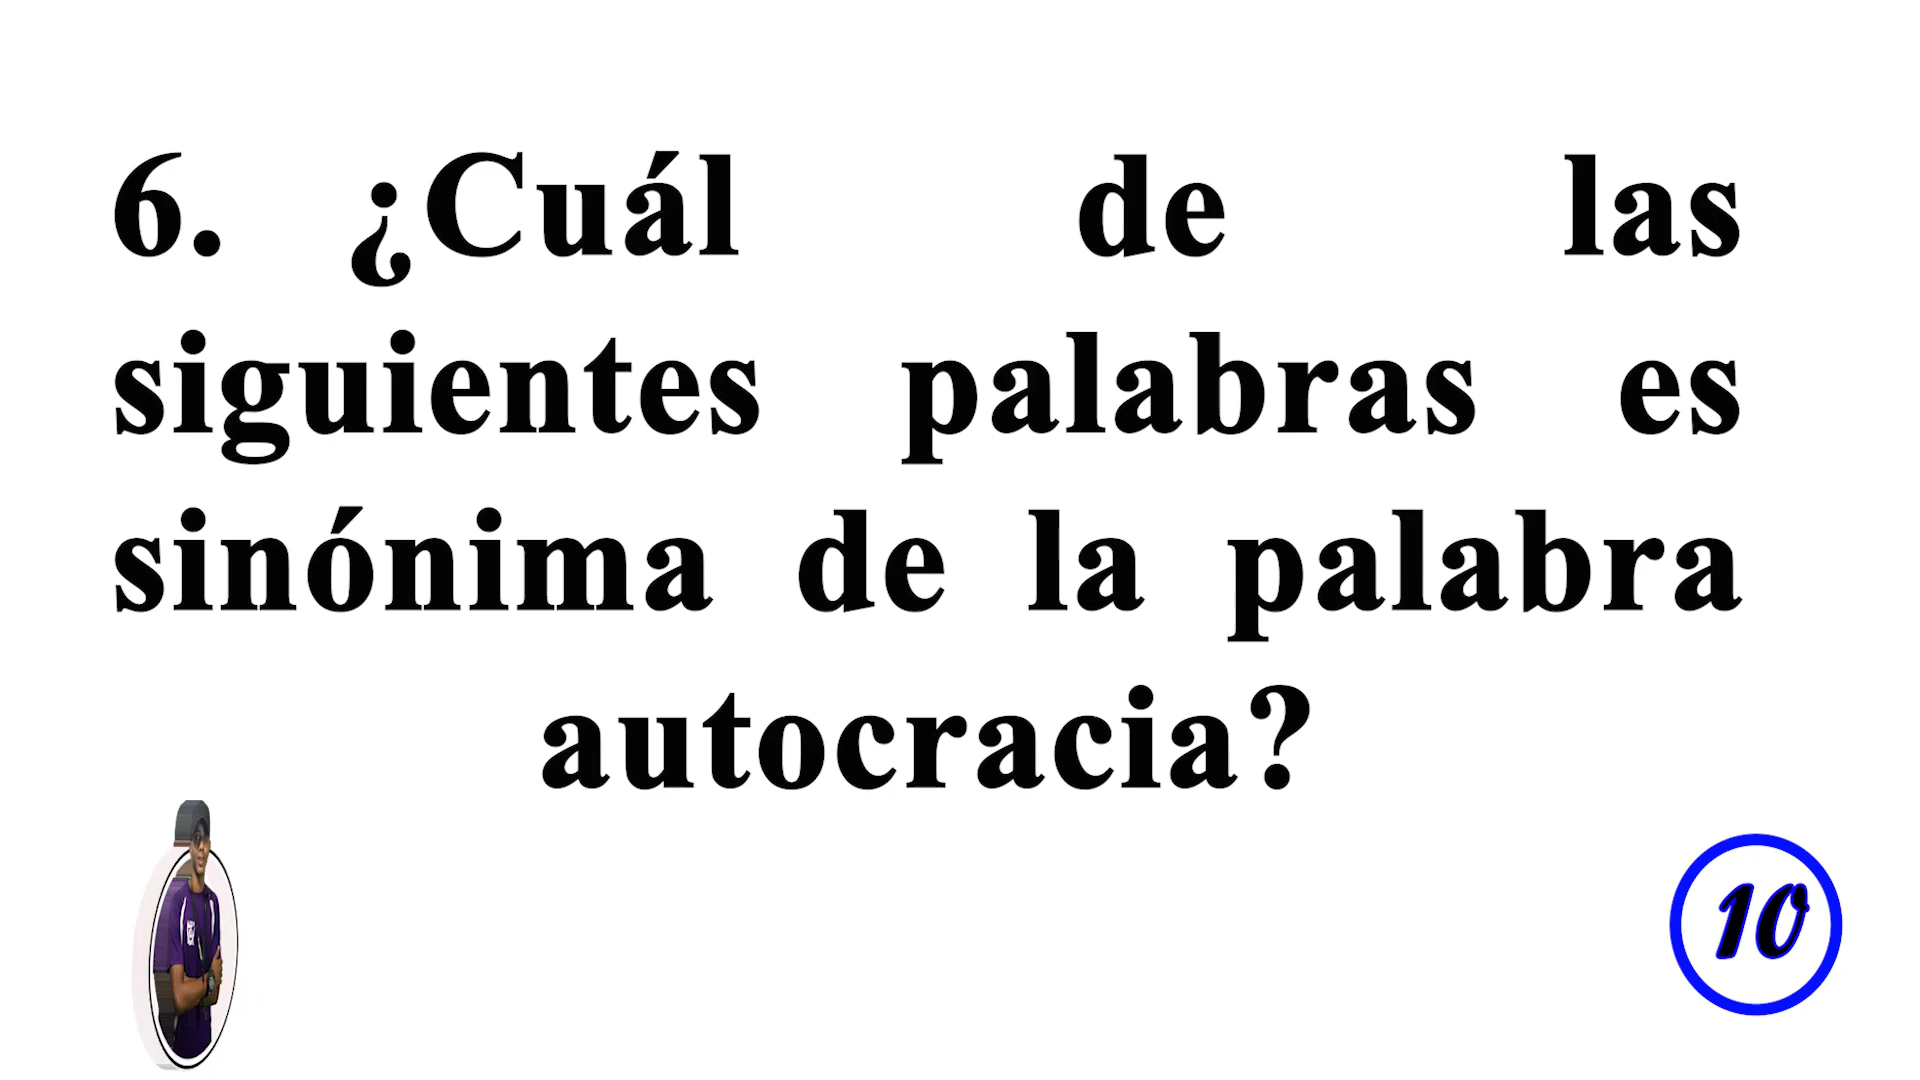 6. ¿Cuál de las
siguientes palabras es
sinónima de la palabra
autocracia?
10